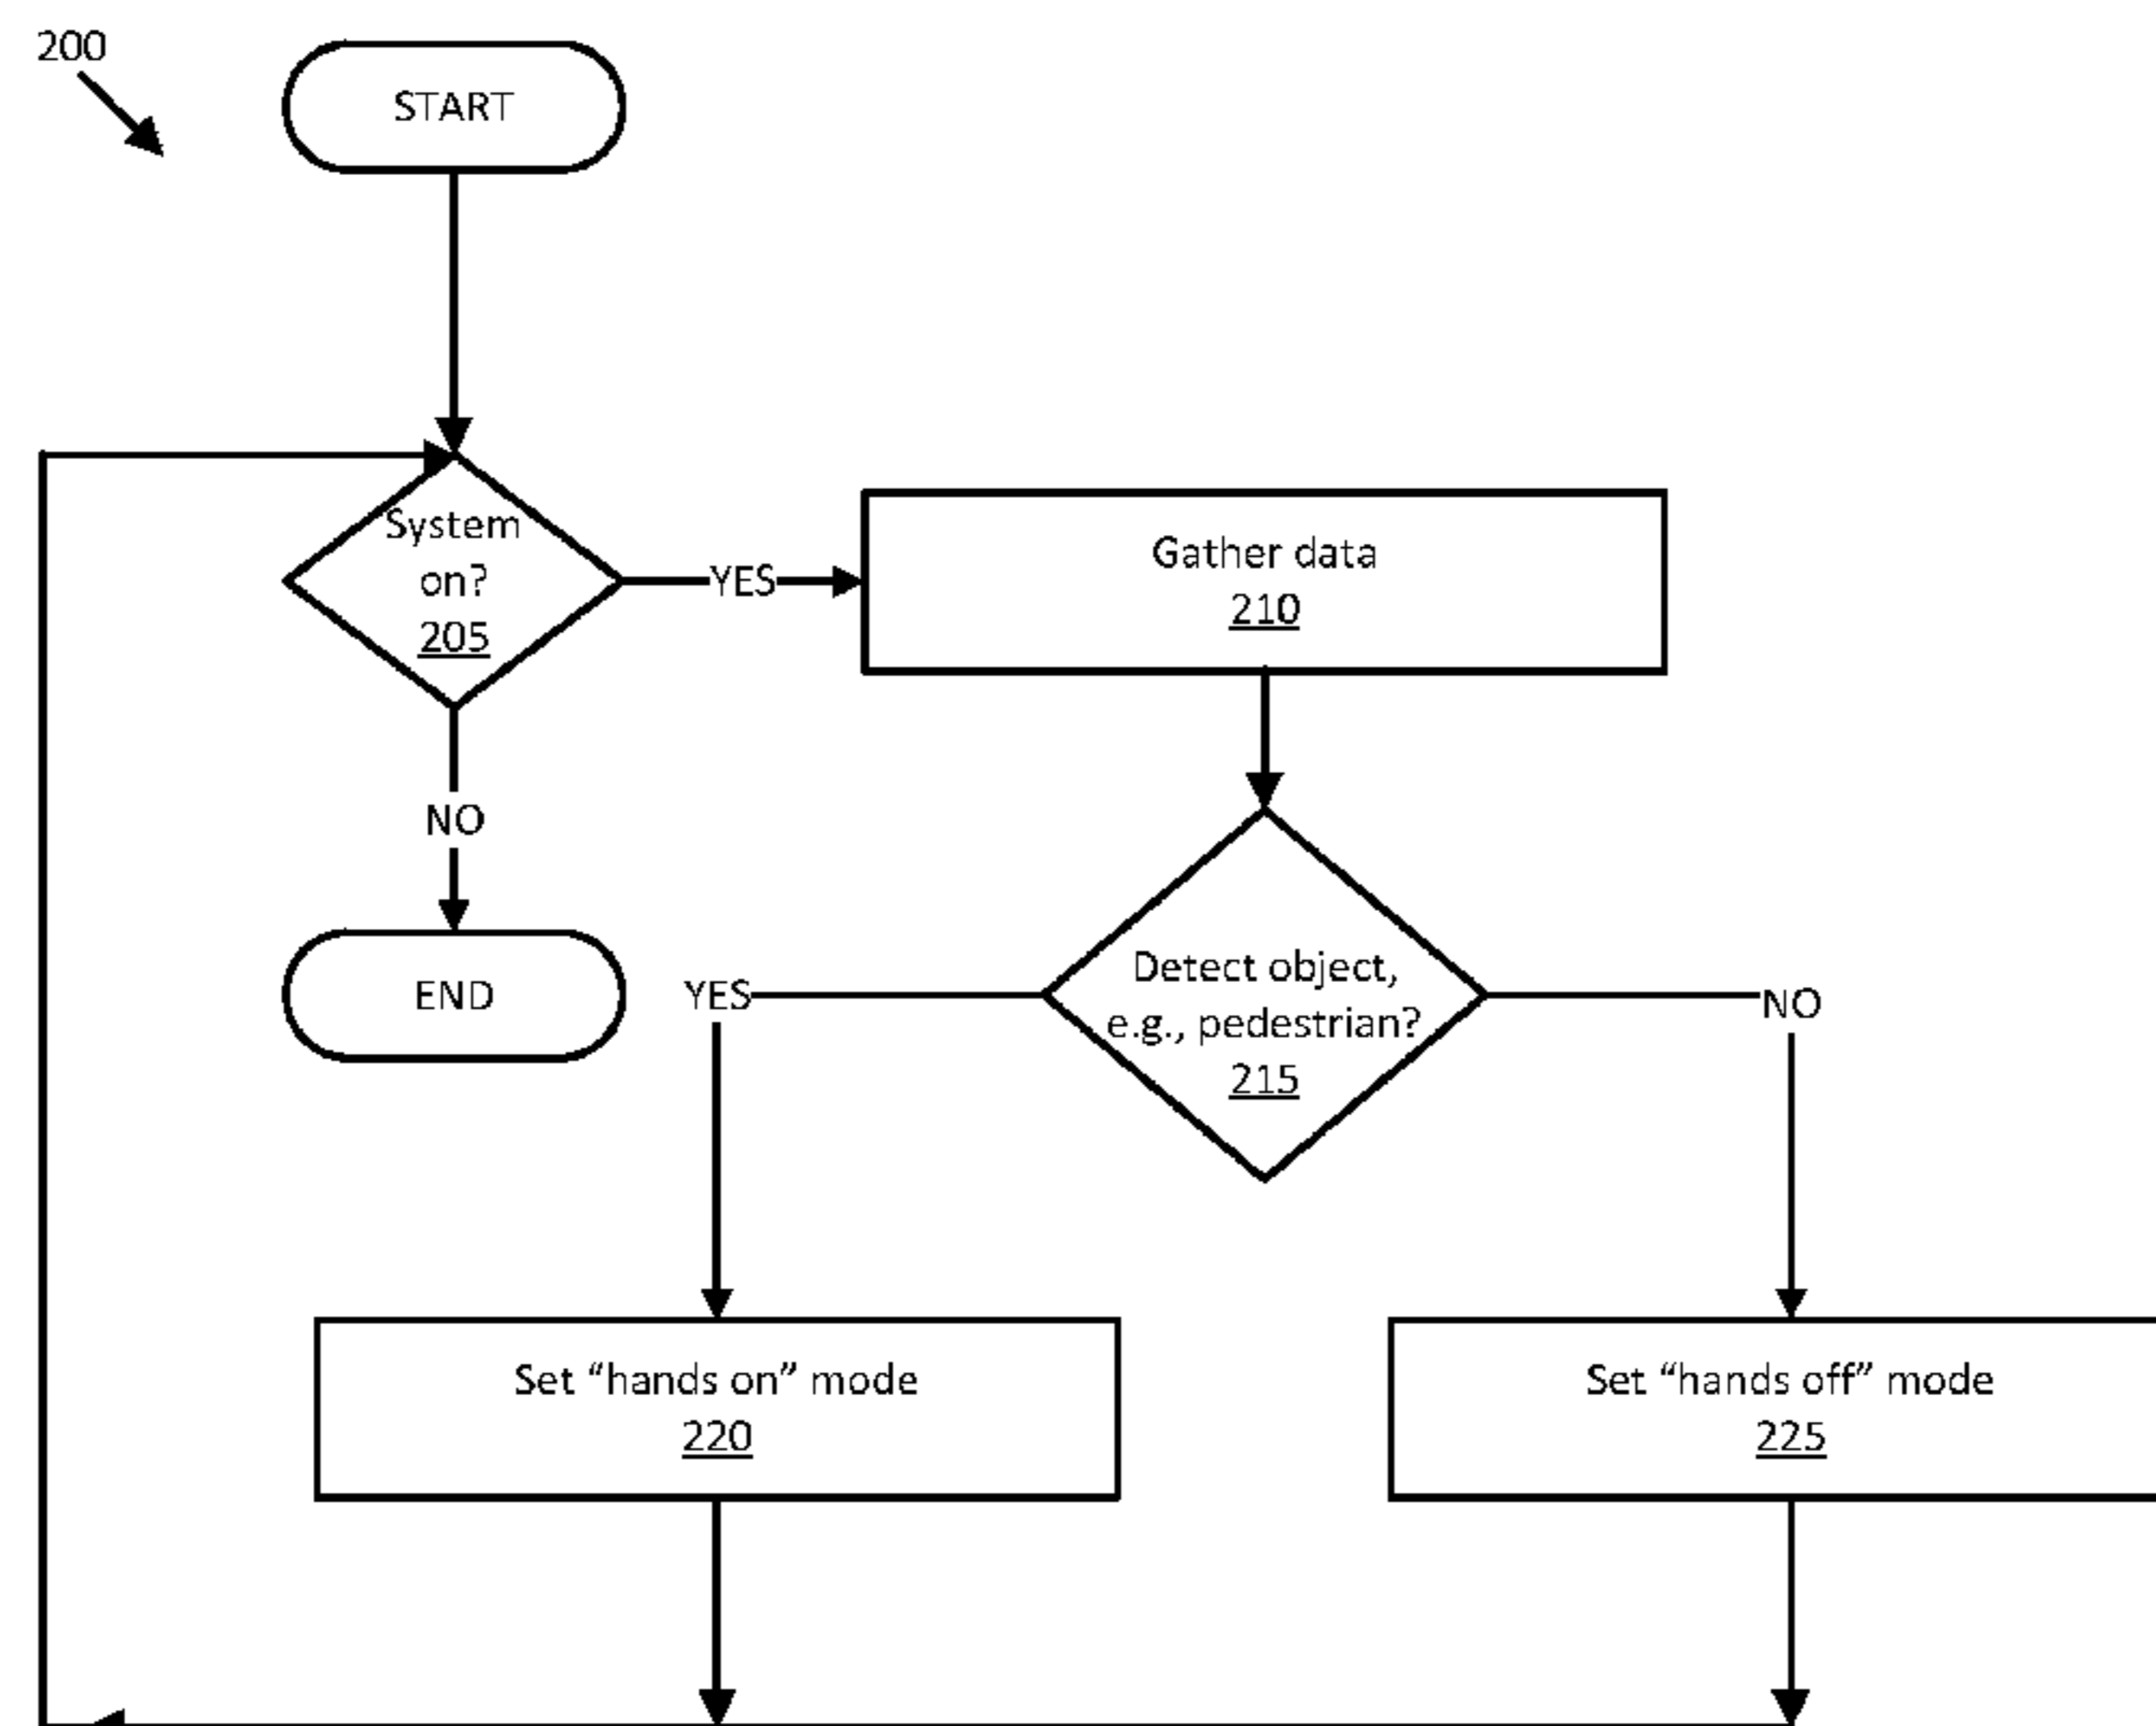 200
START
System
on?
205
YES
Gather data
210
NO
END
YES
Detect object,
e.g., pedestrian?
215
NO
Set “hands on” mode
220
Set “hands off” mode
225